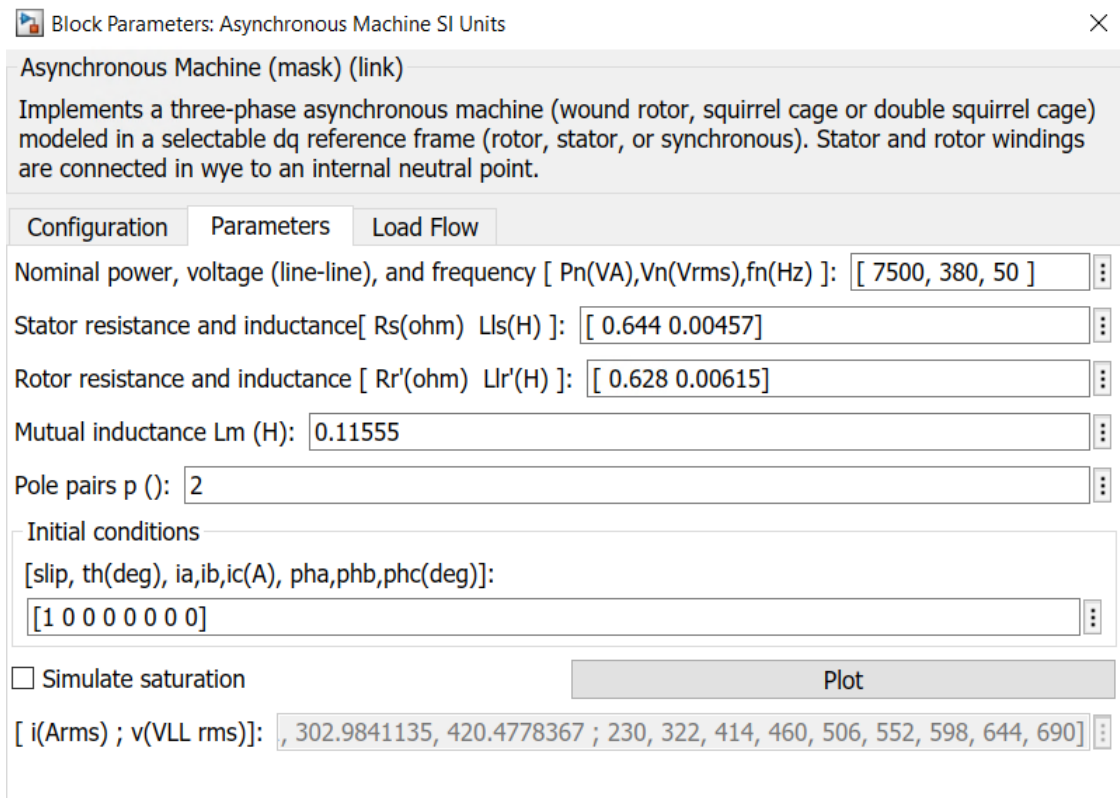 Block Parameters: Asynchronous Machine SI Units
Asynchronous Machine (mask) (link)
Implements a three-phase asynchronous machine (wound rotor, squirrel cage or double squirrel cage)
modeled in a selectable dq reference frame (rotor, stator, or synchronous). Stator and rotor windings
are connected in wye to an internal neutral point.
Configuration Parameters Load Flow
Nominal power, voltage (line-line), and frequency [ Pn(VA),Vn(Vrms),fn(Hz) ]: [ 7500, 380, 50 ]
Stator resistance and inductance[ Rs(ohm) Lls(H) ]: [ 0.644 0.00457]
Rotor resistance and inductance [ Rr'(ohm) Llr'(H) ]: [ 0.628 0.00615]
Mutual inductance Lm (H): 0.11555
Pole pairs p (): 2
Initial conditions
[slip, th(deg), ia,ib,ic(A), pha,phb,phc(deg)]:
[1 0 0 0 0 0 0 0]
Simulate saturation Plot
[ i(Arms) ; v(VLL rms)]: , 302.9841135, 420.4778367 ; 230, 322, 414, 460, 506, 552, 598, 644, 690]